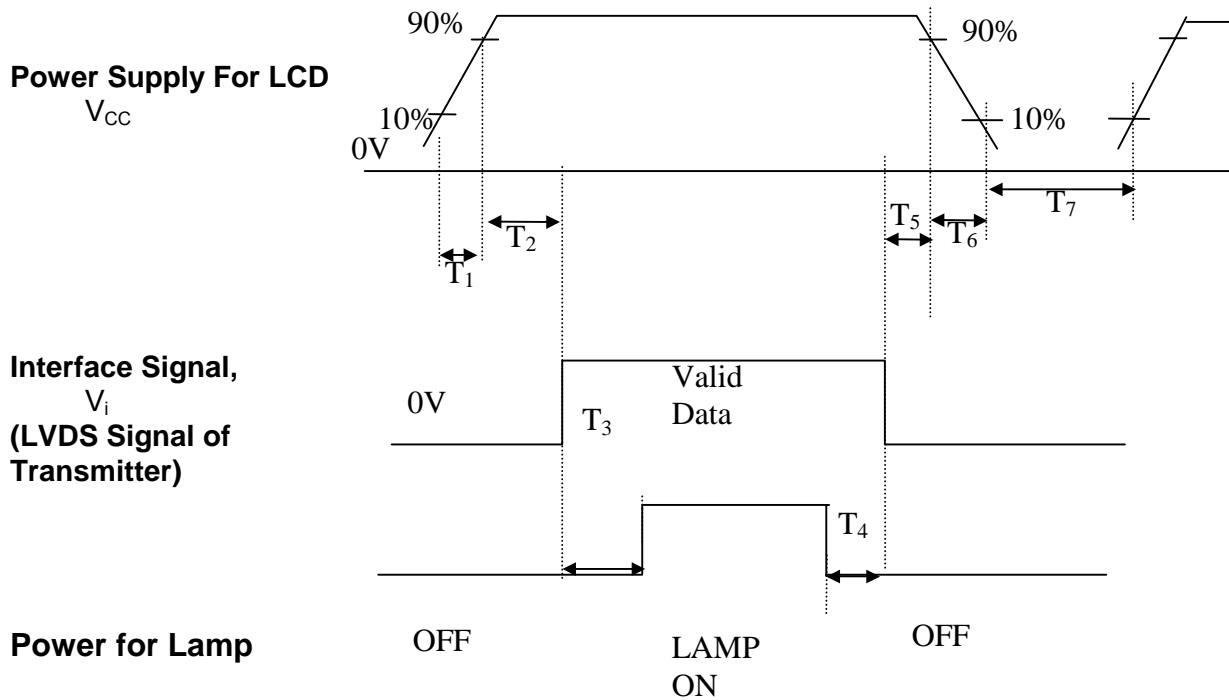 90%
90%
Power Supply For LCD
VCC
10%
10%
0V
T1
T2
T5
T6
T7
Interface Signal,
Vi
(LVDS Signal of
Transmitter)
0V
T3
Valid
Data
T4
Power for Lamp
OFF
LAMP
ON
OFF